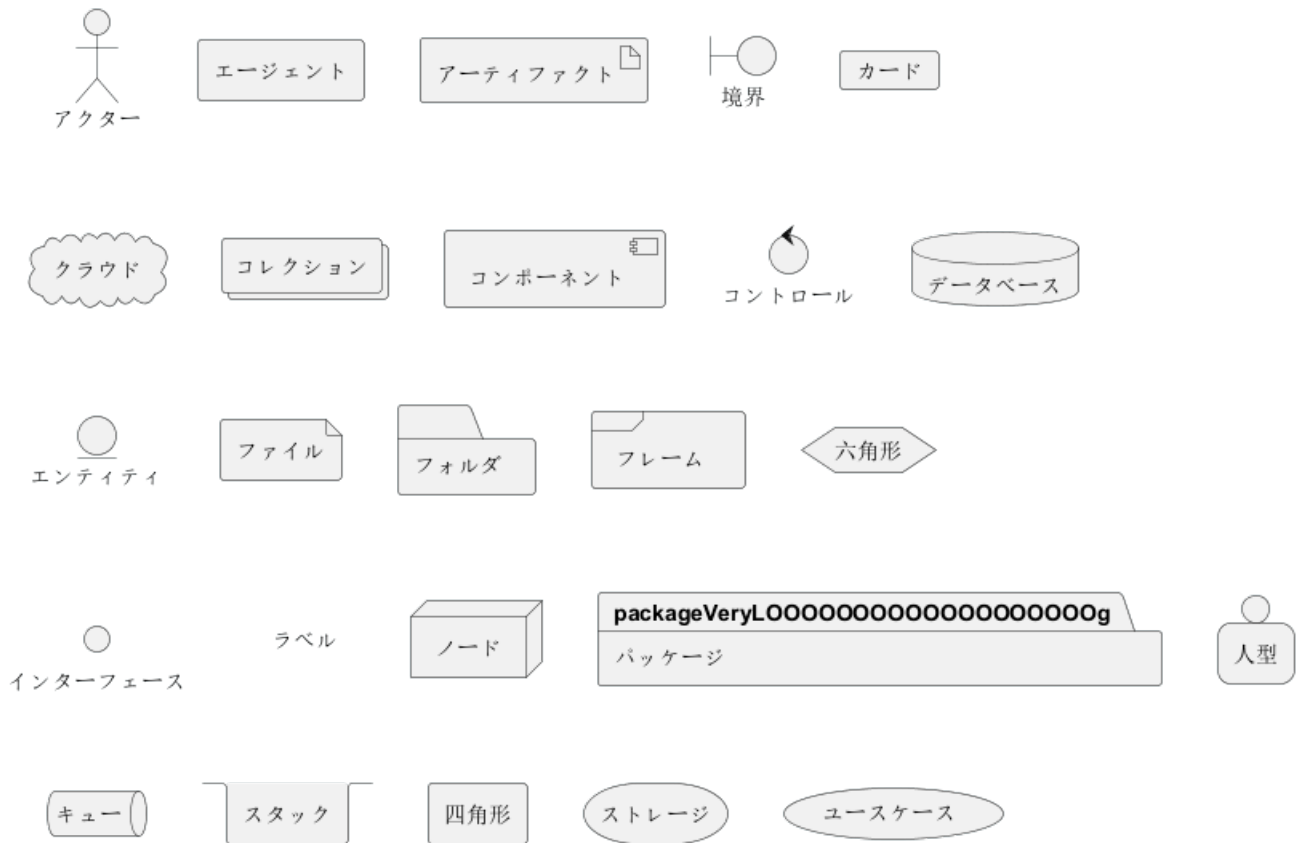 アクター
エージェント
アーティファクト
境界
カード
クラウド
コレクション
コンポーネント
コントロール
データベース
エンティティ
ファイル
フォルダ
フレーム
六角形
インターフェース
ラベル
ノード
packageVeryLOOOOOOOOOOOOOOOOOOOOg
パッケージ
人型
キュー
スタック
四角形
ストレージ
ユースケース